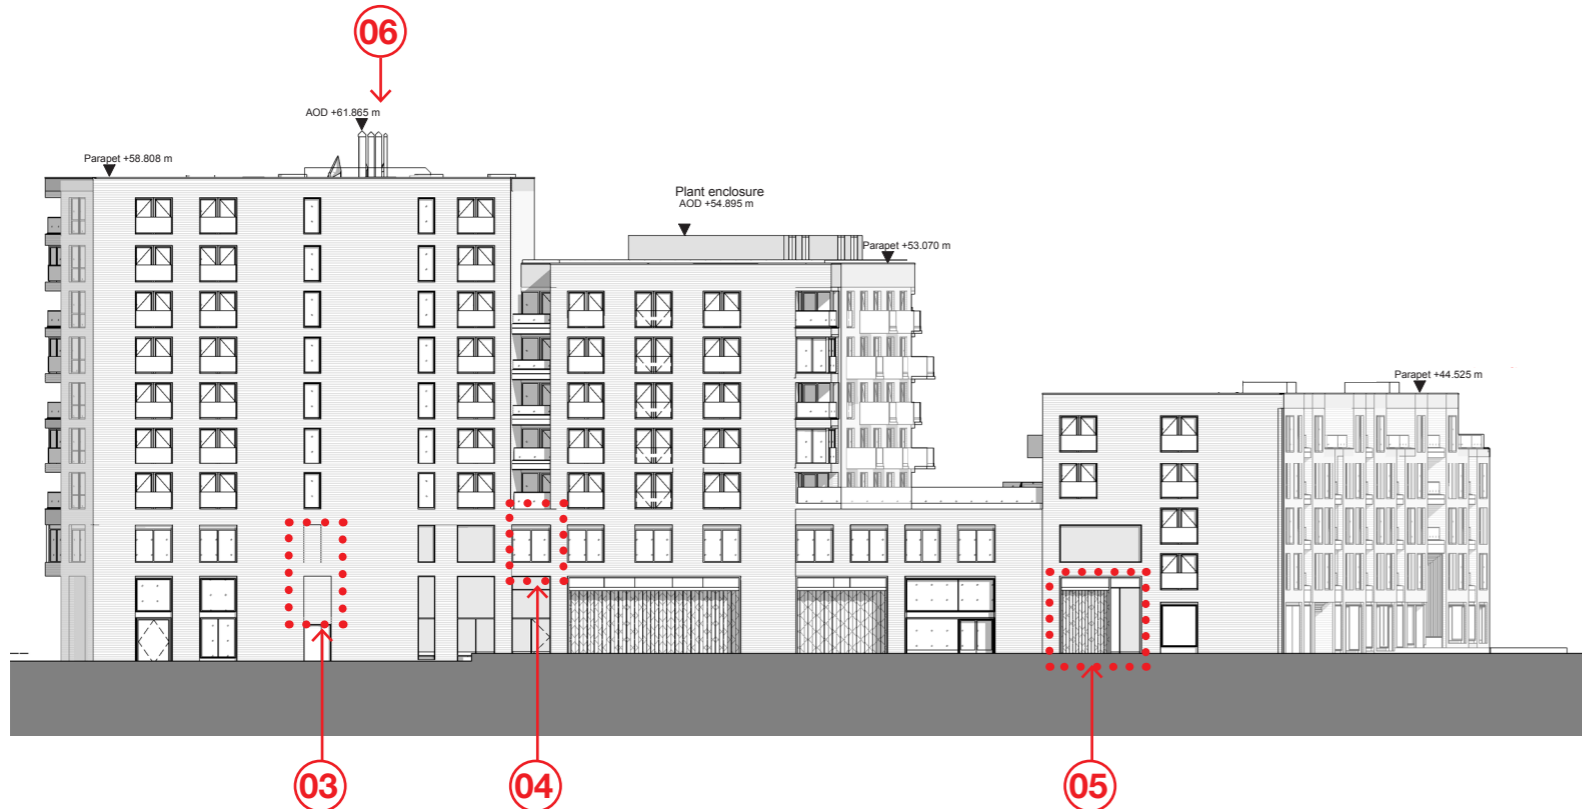 06
AOD +61.865 m
Parapet +58.808 m
Plant enclosure
AOD +54.895 m
Parapet +53.070 m
Parapet +44.525 m
03
04
05